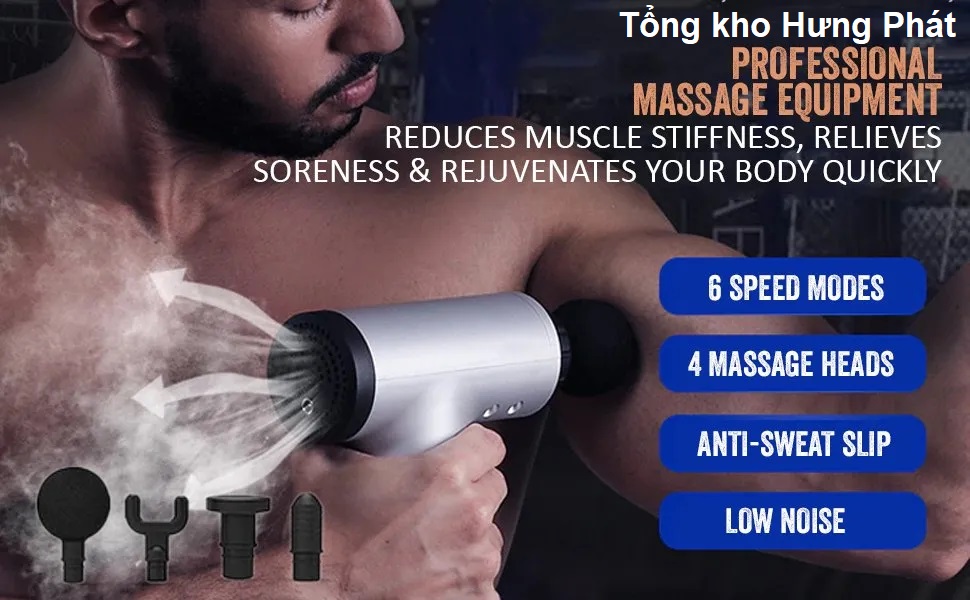 Tổng kho Hưng Phát
PROFESSIONAL
MASSAGE EQUIPMENT
REDUCES MUSCLE STIFFNESS, RELIEVES
SORENESS & REJUVENATES YOUR BODY QUICKLY
6 SPEED MODES
4 MASSAGE HEADS
ANTI-SWEAT SLIP
LOW NOISE